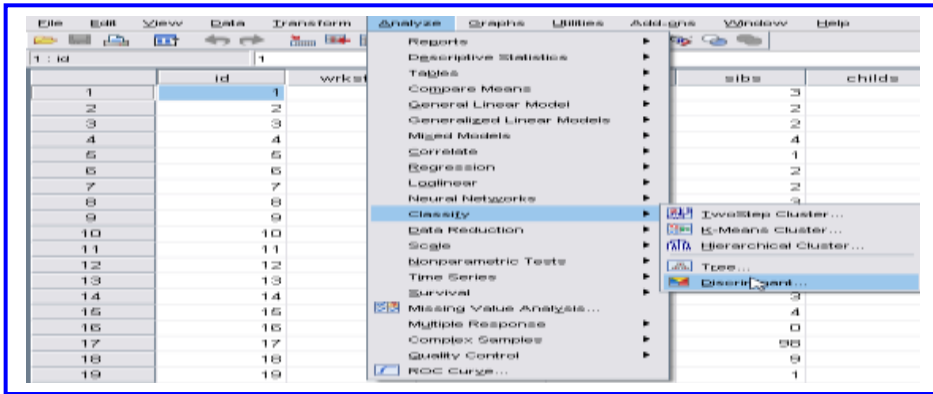 File Edit View Data Transform Analyze Graphs Utilities Add-ons Window Help
Reports
1 : id 1 Descriptive Statistics
Tables
id wrkst sibs childs
1 1 Compare Means 3
2 2 General Linear Model 2
3 3 Generalized Linear Models 2
4 4 Mixed Models 4
5 5 Correlate 1
6 6 Regression 2
7 7 Loglinear 2
8 8 Neural Networks
9 9 Classify TwoStep Cluster...
10 10 Data Reduction K-Means Cluster...
11 11 Scale Hierarchical Cluster...
12 12 Nonparametric Tests Tree...
13 13 Time Series Discriminant...
14 14 Survival 3
15 15 Missing Value Analysis... 4
16 16 Multiple Response 0
17 17 Complex Samples 98
18 18 Quality Control 9
19 19 ROC Curve... 1